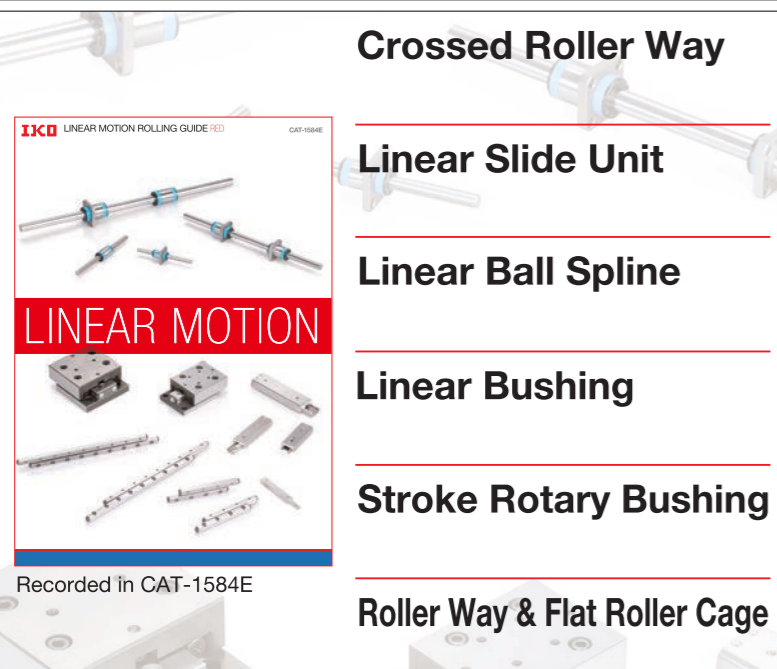 Crossed Roller Way
IKO LINEAR MOTION ROLLING GUIDE RED CAT-1584E
Linear Slide Unit
Linear Ball Spline
LINEAR MOTION
Linear Bushing
Stroke Rotary Bushing
Recorded in CAT-1584E
Roller Way & Flat Roller Cage